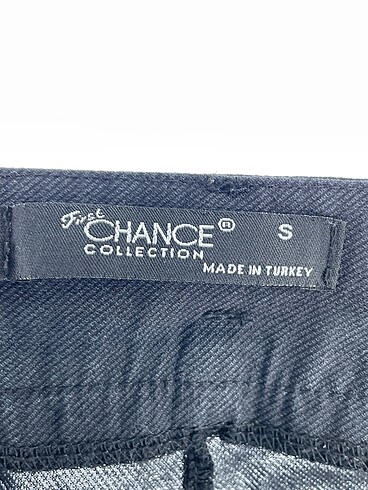 First
CHANCE® S
COLLECTION
MADE IN TURKEY